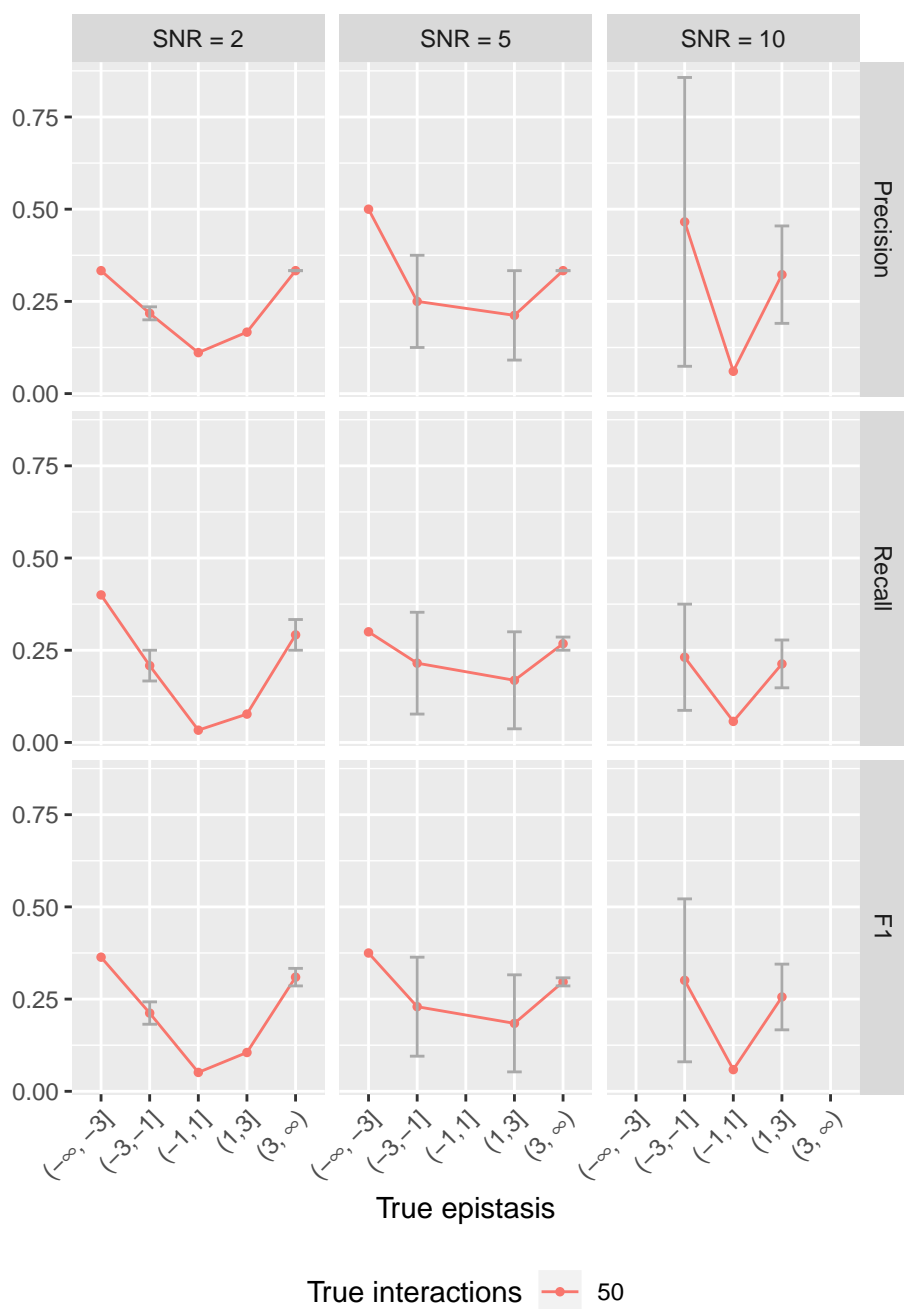 SNR = 2 SNR = 5 SNR = 10
0.75
0.50
0.25
0.00
Precision
0.75
0.50
0.25
0.00
Recall
0.75
0.50
0.25
0.00
F1
(−∞, −3] (−3,−1] (−1,1] (1,3] (3, ∞) (−∞, −3] (−3,−1] (−1,1] (1,3] (3, ∞) (−∞, −3] (−3,−1] (−1,1] (1,3] (3, ∞)
True epistasis
True interactions 50